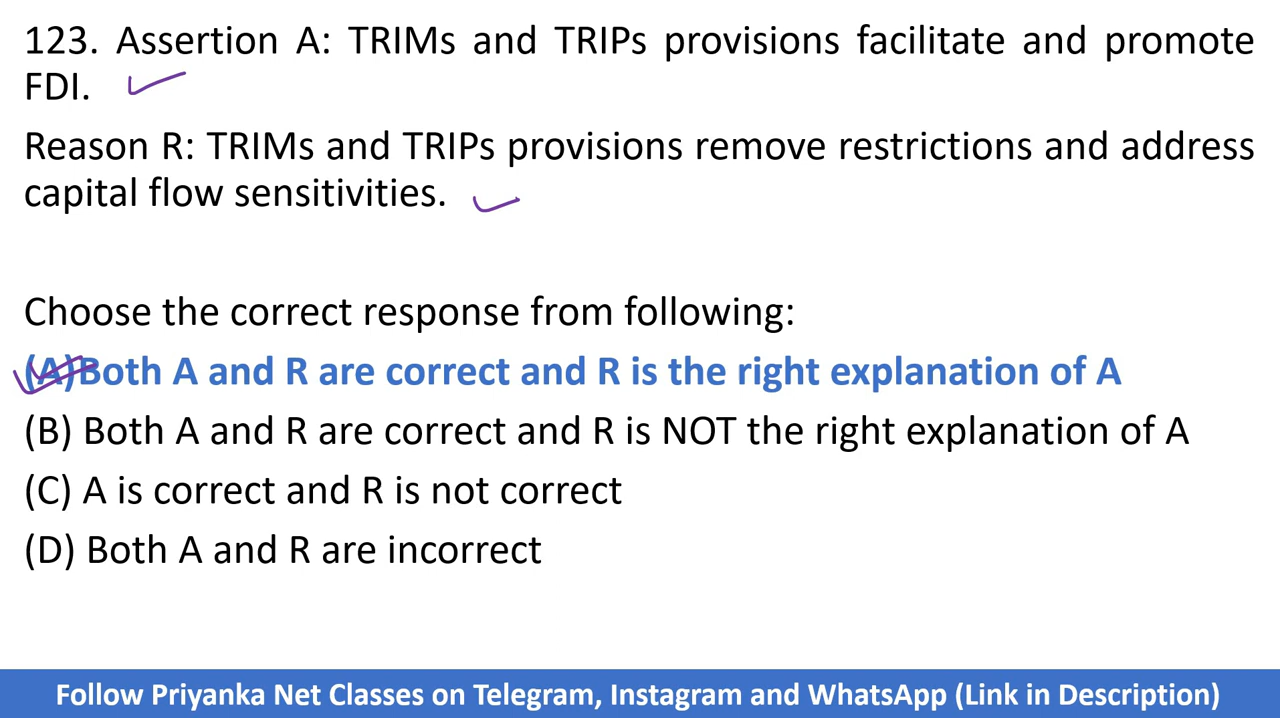 123. Assertion A: TRIMs and TRIPs provisions facilitate and promote
FDI.
Reason R: TRIMs and TRIPs provisions remove restrictions and address
capital flow sensitivities.
Choose the correct response from following:
(A)Both A and R are correct and R is the right explanation of A
(B) Both A and R are correct and R is NOT the right explanation of A
(C) A is correct and R is not correct
(D) Both A and R are incorrect
Follow Priyanka Net Classes on Telegram, Instagram and WhatsApp (Link in Description)